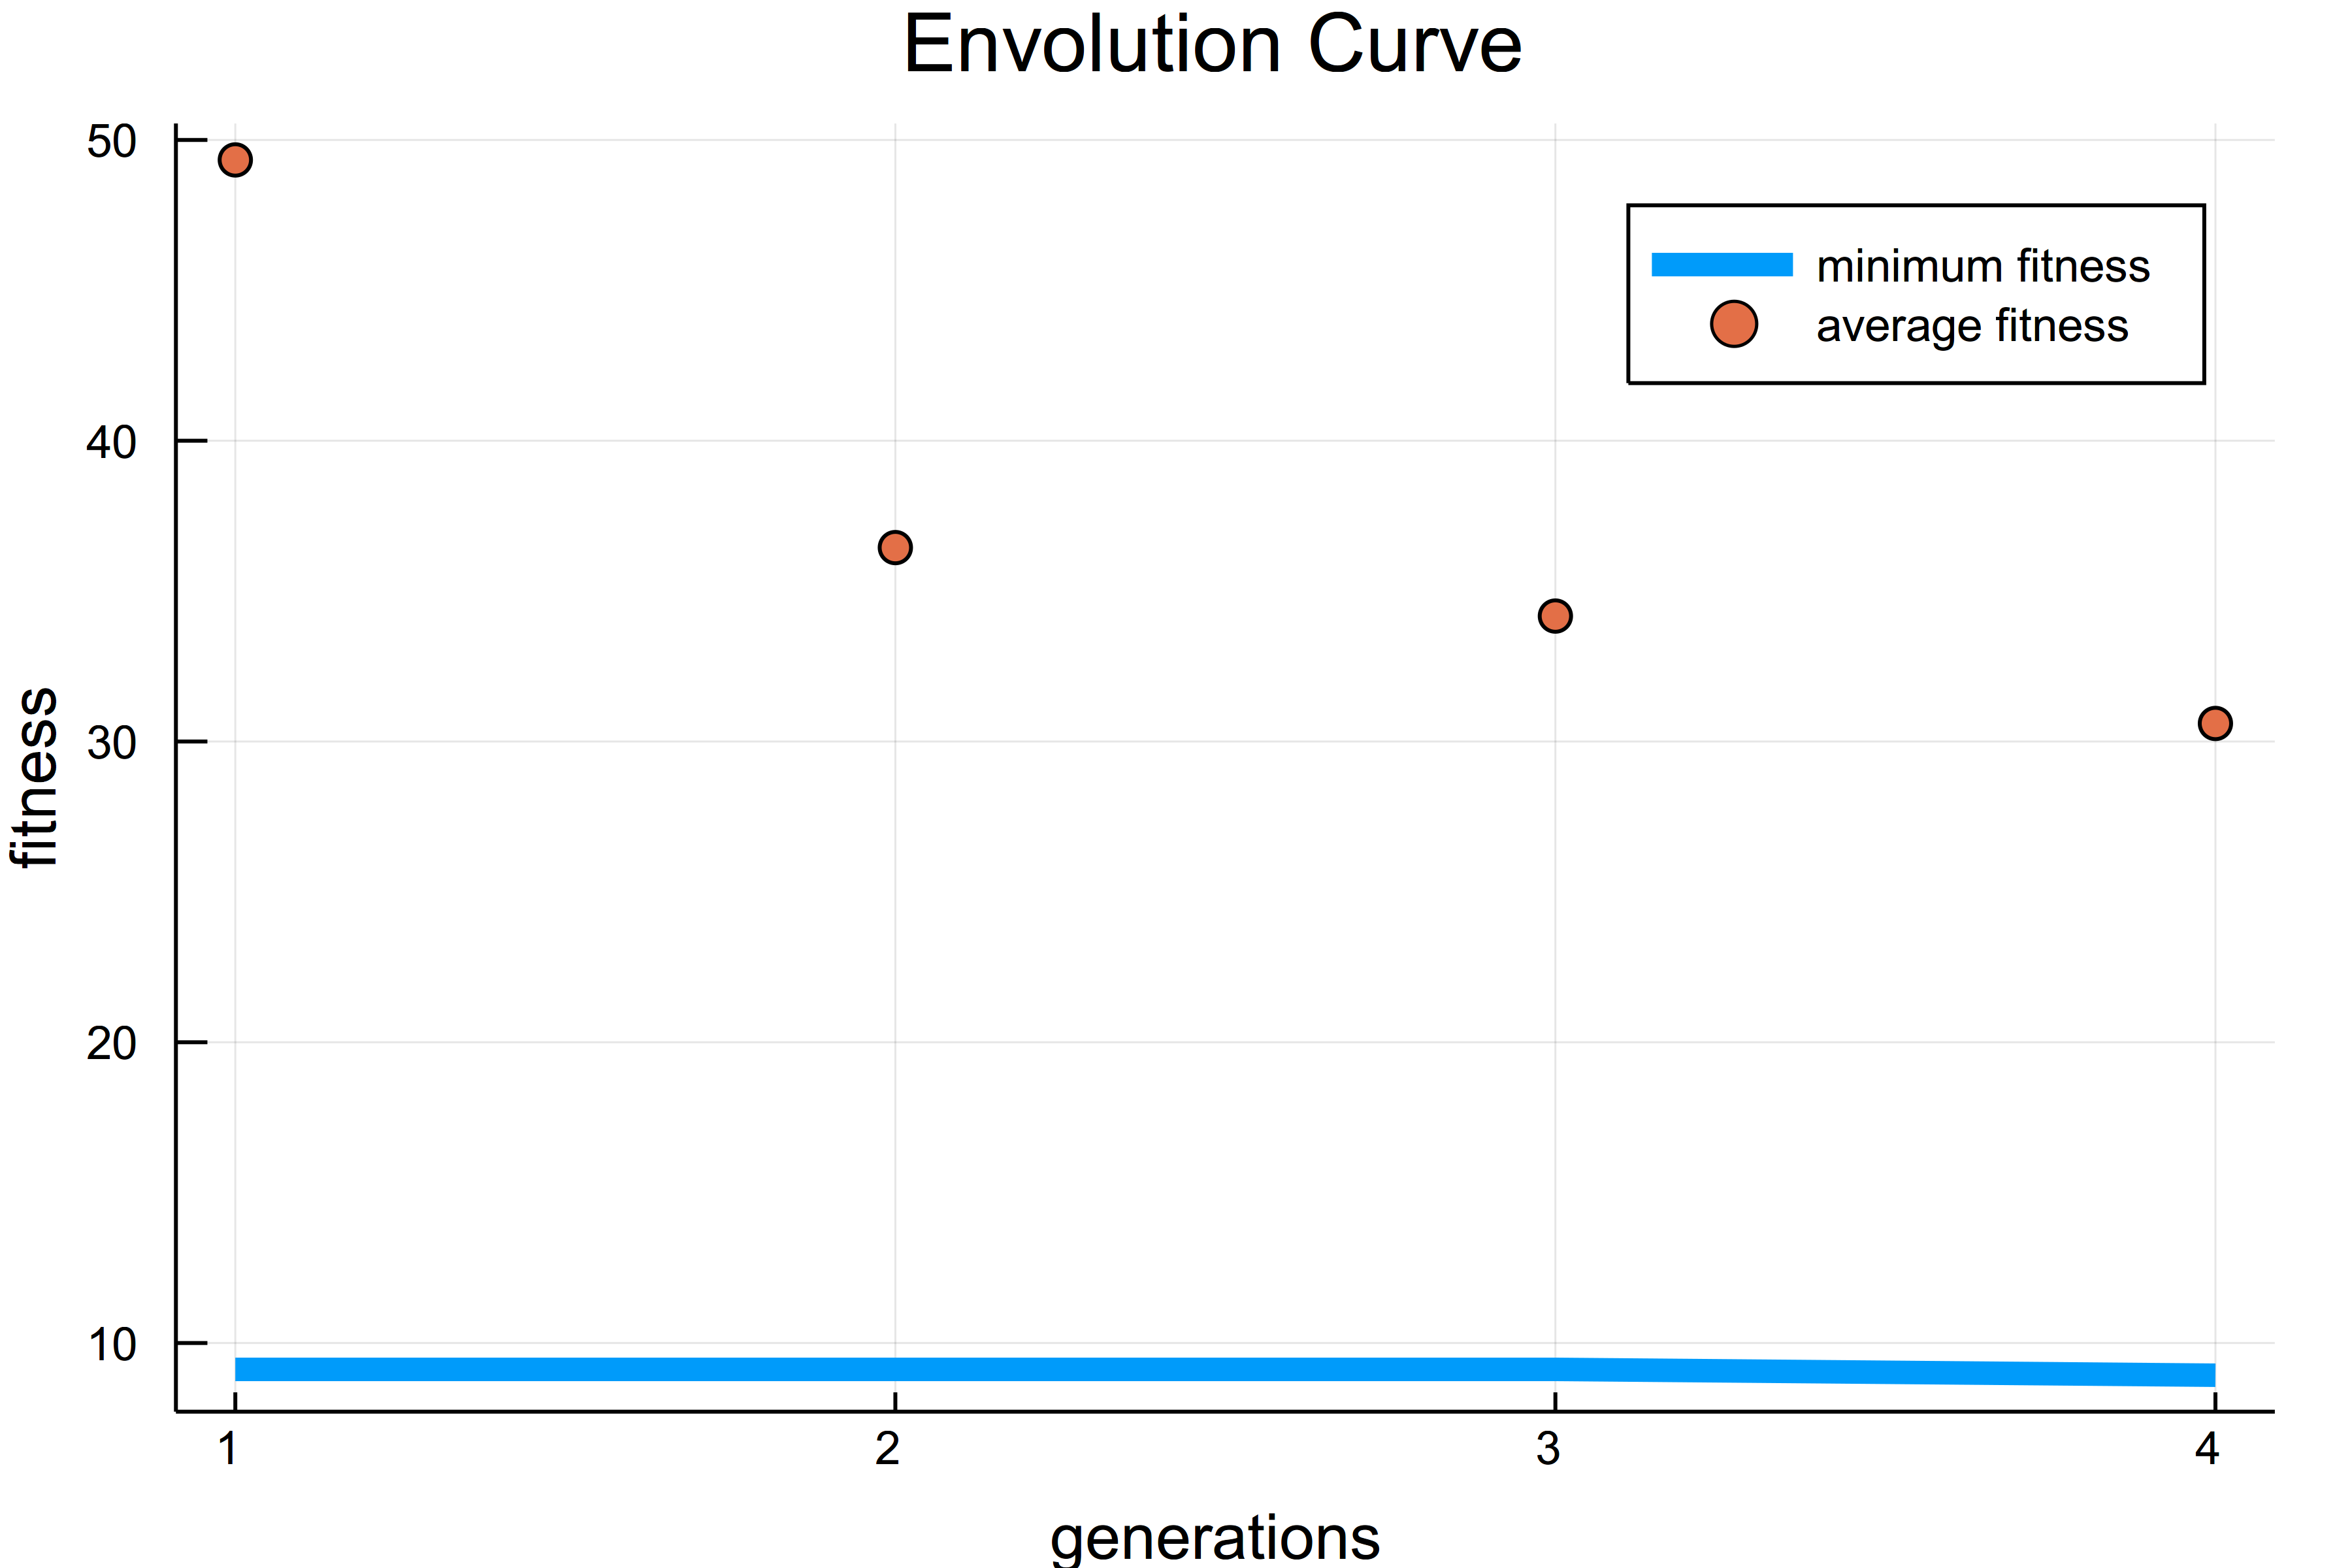 Envolution Curve
50
minimum fitness
average fitness
40
30
fitness
20
10
1 2 3 4
generations